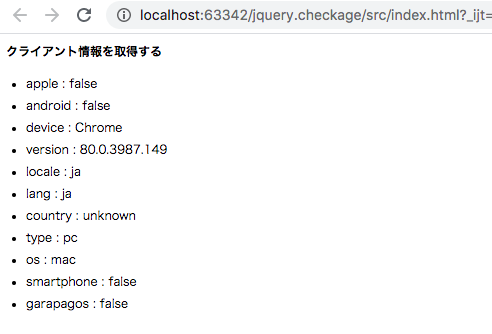 localhost:63342/jquery.checkage/src/index.html?_ijt=
クライアント情報を取得する
apple : false
android : false
device : Chrome
version : 80.0.3987.149
locale : ja
lang : ja
country : unknown
type : pc
os : mac
smartphone : false
garapagos : false